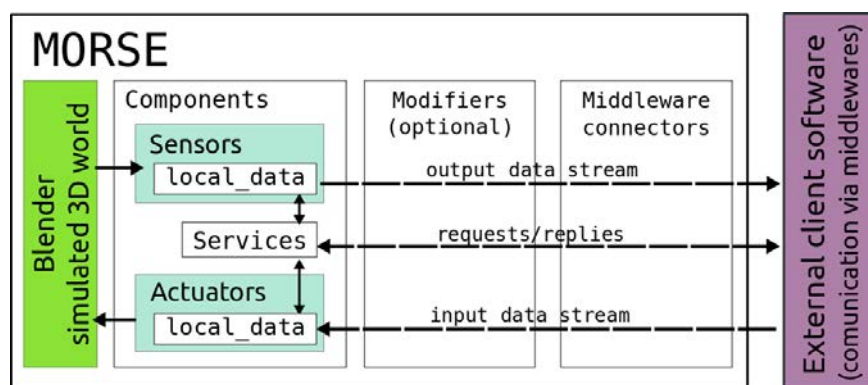 MORSE
Blender
simulated 3D world
Components
Sensors
local_data
Services
Actuators
local_data
Modifiers
(optional)
Middleware
connectors
output data stream
requests/replies
input data stream
External client software
(comunication via middlewares)